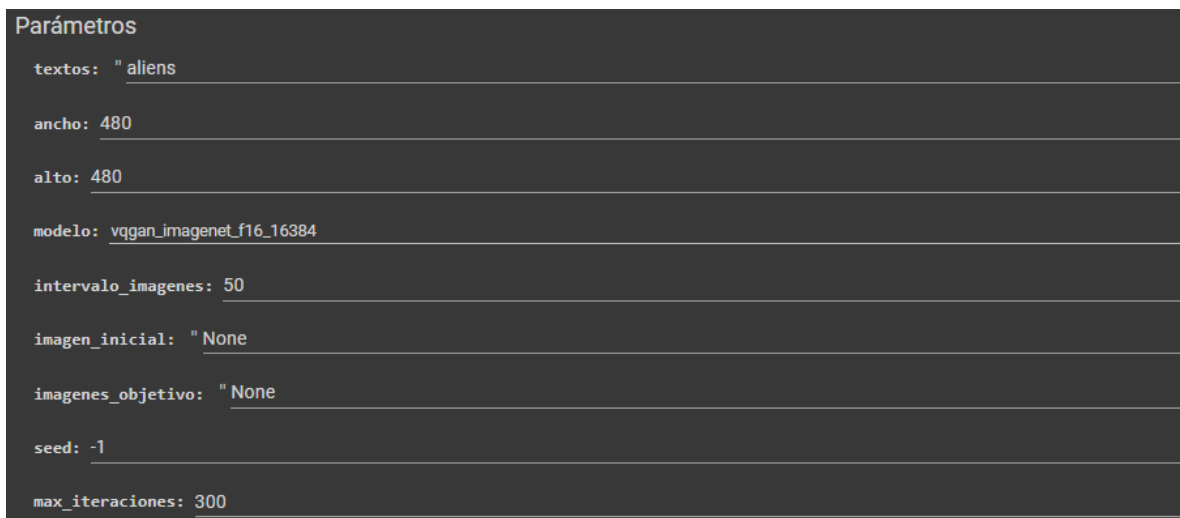 Parámetros
textos: " aliens
ancho: 480
alto: 480
modelo: vqgan_imagenet_f16_16384
intervalo_imagenes: 50
imagen_inicial: " None
imagenes_objetivo: " None
seed: -1
max_iteraciones: 300